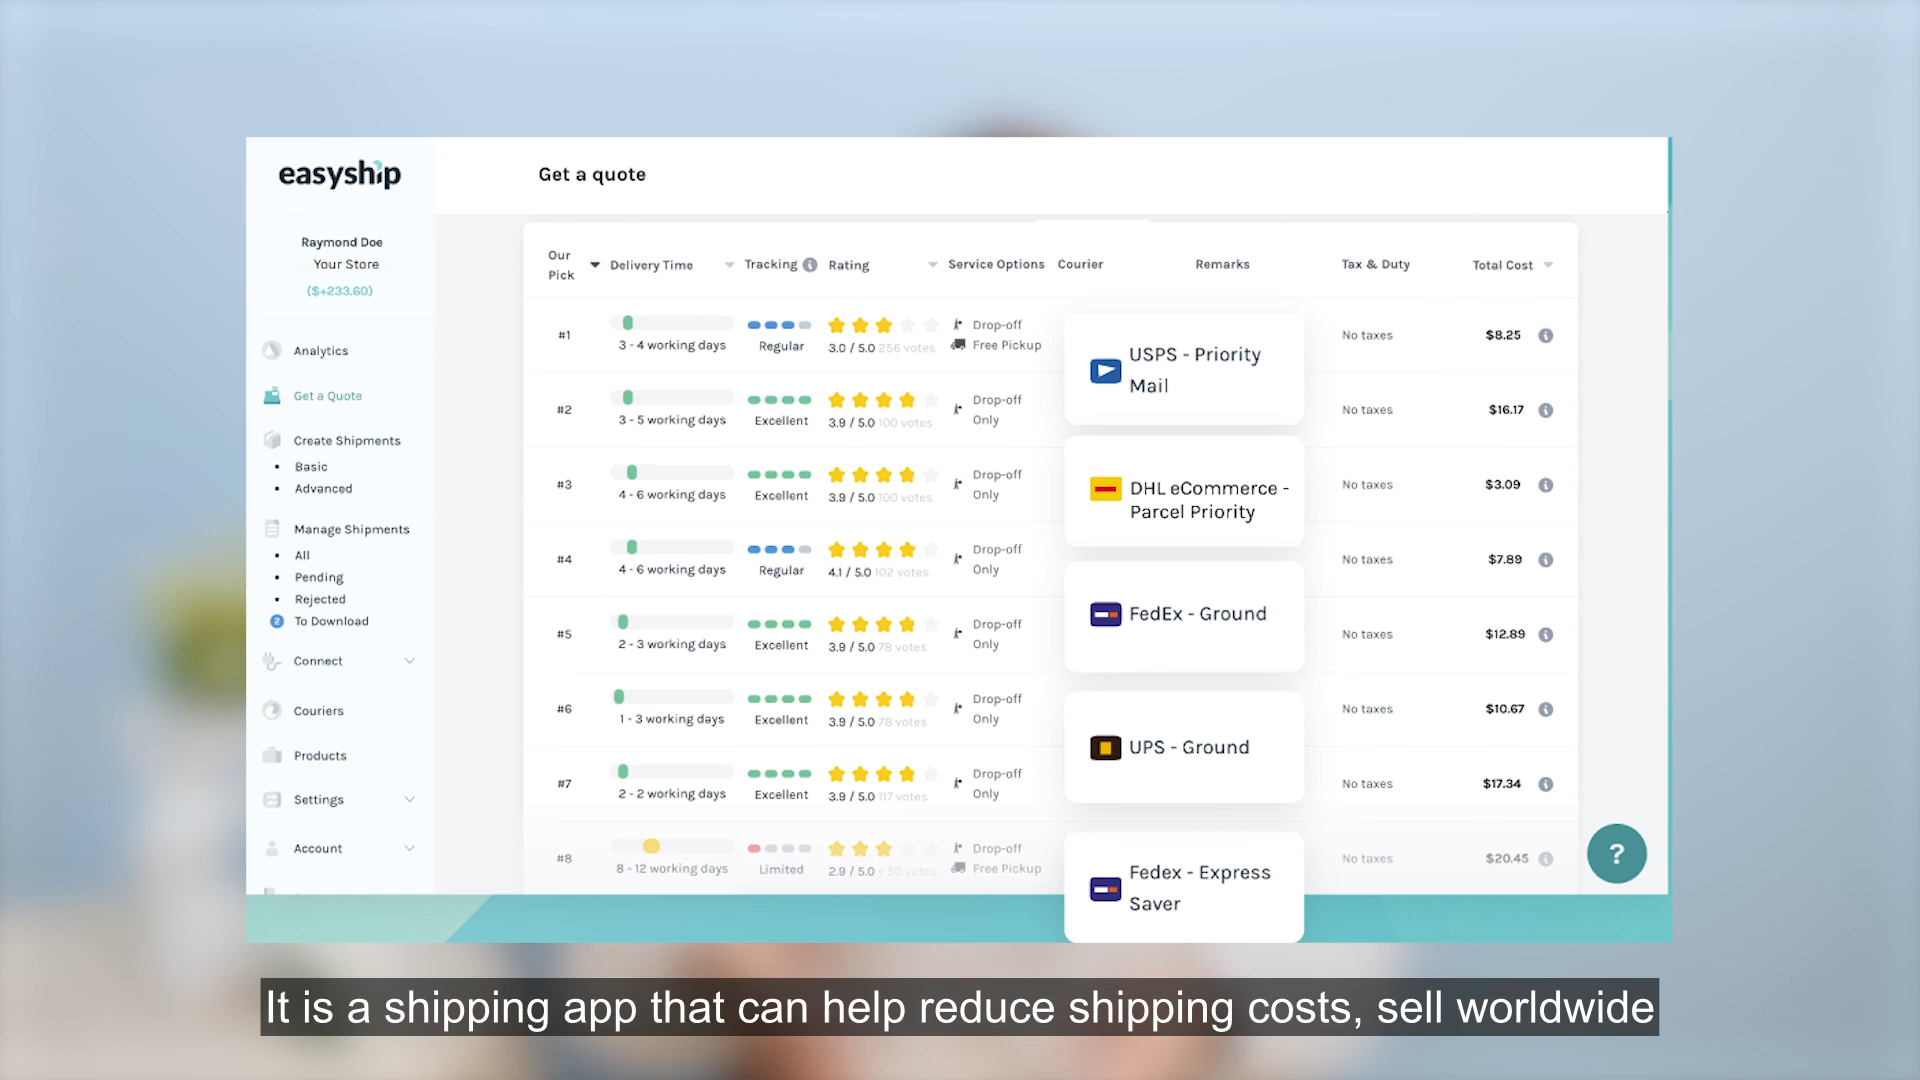 easyship
Get a quote
Raymond Doe
Your Store
($+233.60)
Analytics
Get a Quote
Create Shipments
Basic
Advanced
Manage Shipments
All
Pending
Rejected
2 To Download
Connect
Couriers
Products
Settings
Account
Our Pick Delivery Time Tracking Rating Service Options Courier Remarks Tax & Duty Total Cost
#1 3 - 4 working days Regular 3.0 / 5.0 256 votes Drop-off Free Pickup No taxes $8.25
#2 3 - 5 working days Excellent 3.9 / 5.0 100 votes Drop-off Only No taxes $16.17
#3 4 - 6 working days Excellent 3.9 / 5.0 100 votes Drop-off Only No taxes $3.09
#4 4 - 6 working days Regular 4.1 / 5.0 102 votes Drop-off Only No taxes $7.89
#5 2 - 3 working days Excellent 3.9 / 5.0 78 votes Drop-off Only No taxes $12.89
#6 1 - 3 working days Excellent 3.9 / 5.0 78 votes Drop-off Only No taxes $10.67
#7 2 - 2 working days Excellent 3.9 / 5.0 117 votes Drop-off Only No taxes $17.34
#8 8 - 12 working days Limited 2.9 / 5.0 < 50 votes Drop-off Free Pickup No taxes $20.45
USPS - Priority
Mail
DHL eCommerce -
Parcel Priority
FedEx - Ground
UPS - Ground
Fedex - Express
Saver
?
It is a shipping app that can help reduce shipping costs, sell worldwide